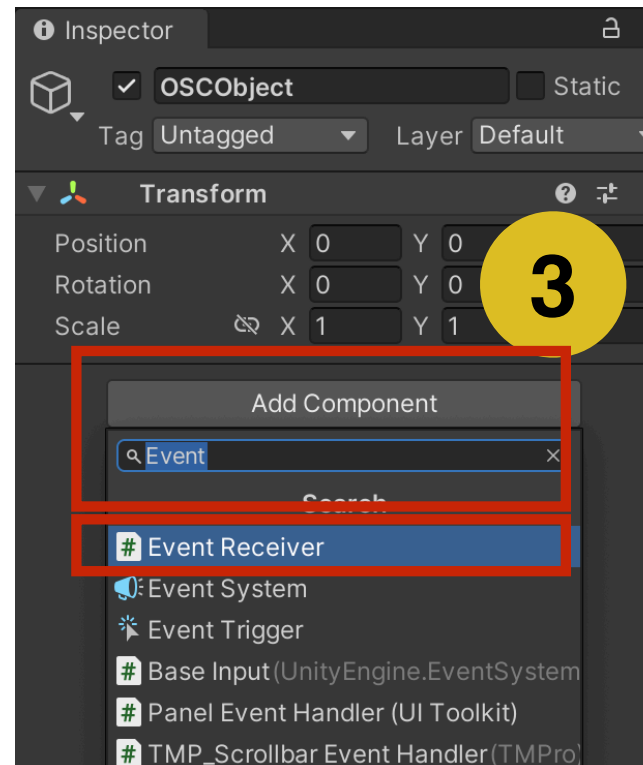 Inspector
OSCObject Static
Tag Untagged Layer Default
Transform
Position X 0 Y 0
Rotation X 0 Y 0
Scale X 1 Y 1
3
Add Component
Event
Search
# Event Receiver
Event System
Event Trigger
# Base Input (UnityEngine.EventSystem
# Panel Event Handler (UI Toolkit)
# TMP_Scrollbar Event Handler (TMPro)